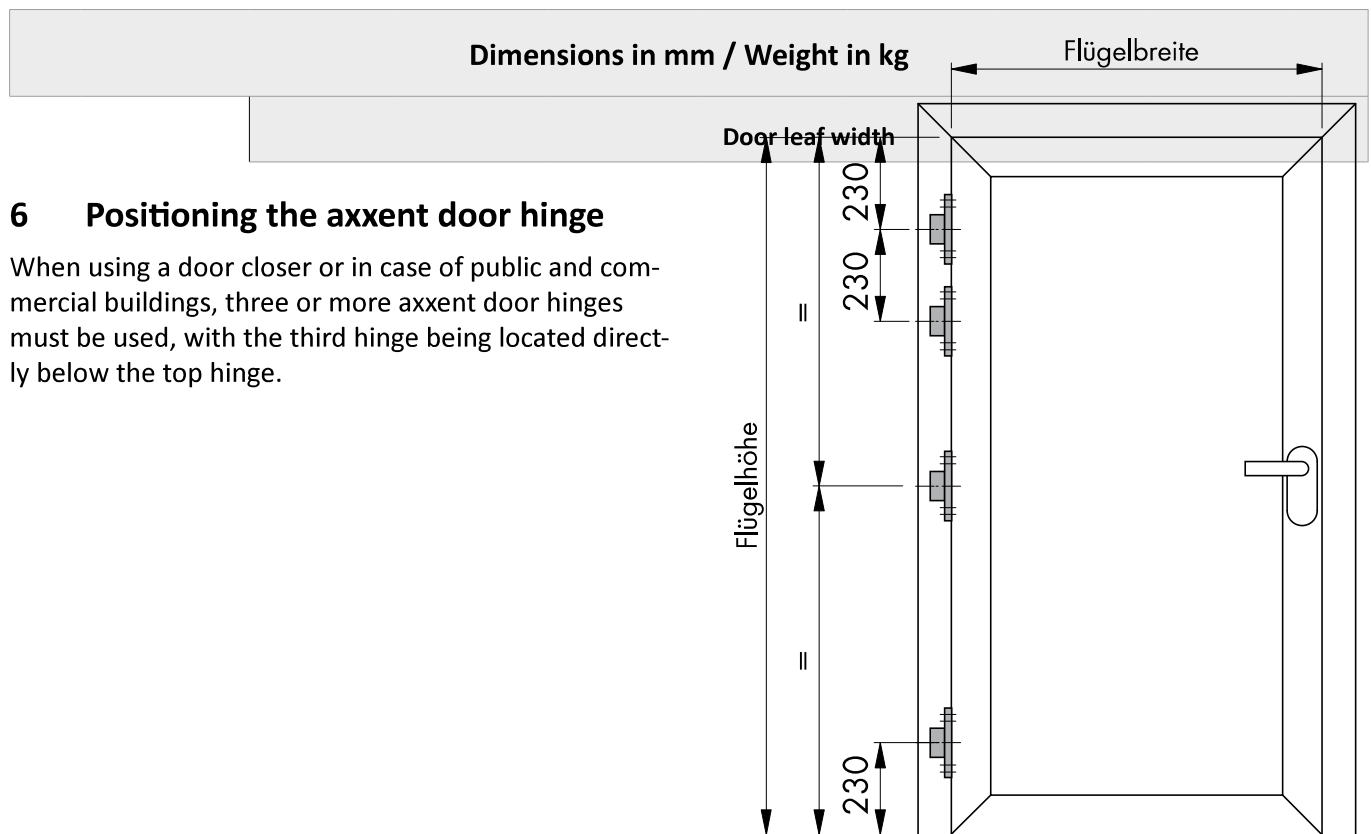 Dimensions in mm / Weight in kg
Flügelbreite
Door leaf width
6 Positioning the axxent door hinge
When using a door closer or in case of public and com-
mercial buildings, three or more axxent door hinges
must be used, with the third hinge being located direct-
ly below the top hinge.
230
230
=
Flügelhöhe
=
230